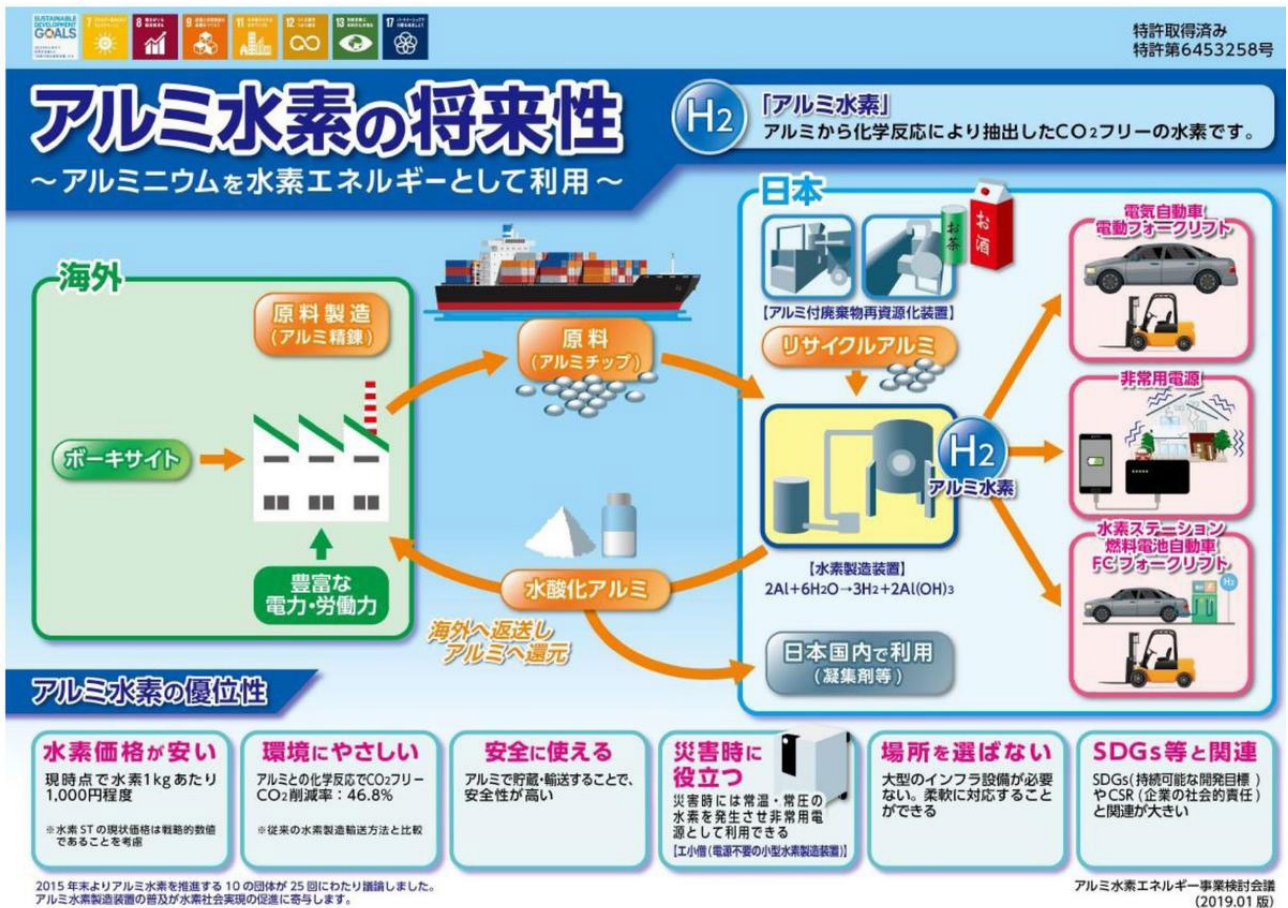 SUSTAINABLE
DEVELOPMENT
GOALS
7
8
9
11
12
13
17
特許取得済み
特許第6453258号
アルミ水素の将来性
～アルミニウムを水素エネルギーとして利用～
H2
「アルミ水素」
アルミから化学反応により抽出したCO2フリーの水素です。
海外
原料製造
(アルミ精錬)
ボーキサイト
豊富な
電力・労働力
原料
(アルミチップ)
水酸化アルミ
海外へ返送し
アルミへ還元
日本
お茶
お酒
【アルミ付廃棄物再資源化装置】
リサイクルアルミ
H2
アルミ水素
【水素製造装置】
2Al+6H2O→3H2+2Al(OH)3
日本国内で利用
(凝集剤等)
電気自動車
電動フォークリフト
非常用電源
水素ステーション
燃料電池自動車
FCフォークリフト
H2
アルミ水素の優位性
水素価格が安い
現時点で水素1kgあたり
1,000円程度
※水素STの現状価格は戦略的数値
であることを考慮
環境にやさしい
アルミとの化学反応でCO2フリー
CO2削減率：46.8%
※従来の水素製造輸送方法と比較
安全に使える
アルミで貯蔵・輸送することで、
安全性が高い
災害時に
役立つ
災害時には常温・常圧の
水素を発生させ非常用電
源として利用できる
【エ小僧(電源不要の小型水素製造装置)】
場所を選ばない
大型のインフラ設備が必要
ない。柔軟に対応すること
ができる
SDGs等と関連
SDGs(持続可能な開発目標)
やCSR(企業の社会的責任)
と関連が大きい
2015年末よりアルミ水素を推進する10の団体が25回にわたり議論しました。
アルミ水素製造装置の普及が水素社会実現の促進に寄与します。
アルミ水素エネルギー事業検討会議
(2019.01版)